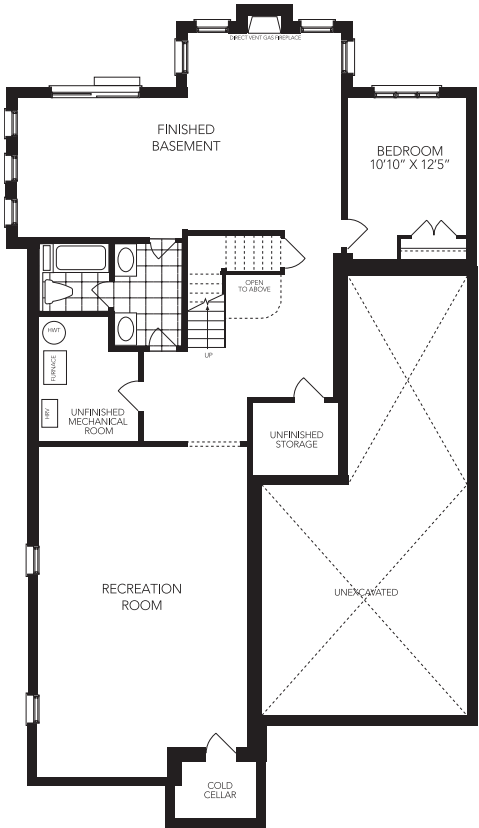 DIRECT VENT GAS FIREPLACE
FINISHED
BASEMENT
BEDROOM
10'10" X 12'5"
OPEN
TO ABOVE
HWT
UP
FURNACE
HRV
UNFINISHED
MECHANICAL
ROOM
UNFINISHED
STORAGE
RECREATION
ROOM
UNEXCAVATED
COLD
CELLAR